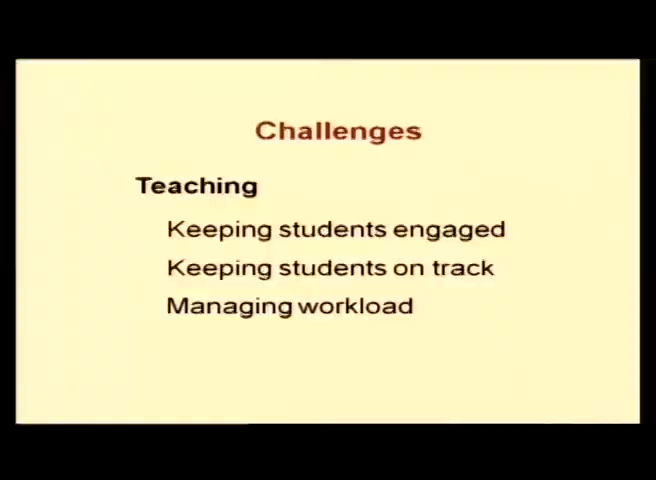 Challenges
Teaching
Keeping students engaged
Keeping students on track
Managing workload